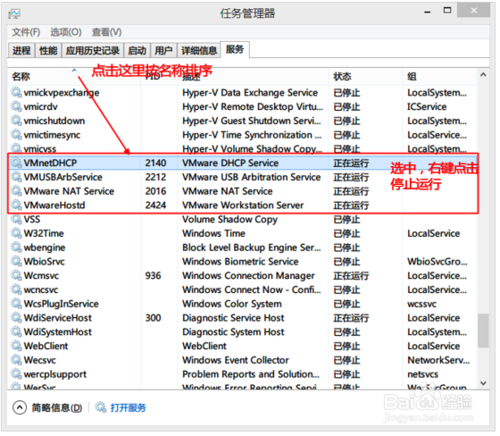 任务管理器
文件(F) 选项(O) 查看(V)
进程 性能 应用历史记录 启动 用户 详细信息 服务
点击这里按名称排序
名称 PID 描述 状态 组
vmickvpexchange Hyper-V Data Exchange Service 已停止 LocalSystem...
vmicrdv Hyper-V Remote Desktop Virtu... 已停止 ICService
vmicshutdown Hyper-V Guest Shutdown Servi... 已停止 LocalSystem...
vmictimesync Hyper-V Time Synchronization ... 已停止 LocalService...
vmicvss Hyper-V Volume Shadow Copy... 已停止 LocalSystem...
VMnetDHCP 2140 VMware DHCP Service 正在运行
VMUSBArbService 2212 VMware USB Arbitration Service 正在运行
VMware NAT Service 2016 VMware NAT Service 正在运行
VMwareHostd 2424 VMware Workstation Server 正在运行
选中，右键点击
停止运行
VSS Volume Shadow Copy 已停止
W32Time Windows Time 已停止 LocalService
wbengine Block Level Backup Engine Ser... 已停止
WbioSrvc Windows Biometric Service 已停止 WbioSvcGro...
Wcmsvc 936 Windows Connection Manager 正在运行 LocalService...
wcncsvc Windows Connect Now - Confi... 已停止 LocalService...
WcsPlugInService Windows Color System 已停止 wcssvc
WdiServiceHost 300 Diagnostic Service Host 正在运行 LocalService
WdiSystemHost Diagnostic System Host 已停止 LocalSystem...
WebClient WebClient 已停止 LocalService
Wecsvc Windows Event Collector 已停止 NetworkServ...
wercplsupport Problem Reports and Solution... 已停止 netsvcs
WerSvc Windows Error Reporting Servi... 已停止 WerSvcGroup
简略信息(D) 打开服务
Baidu经验